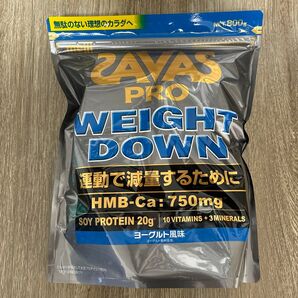 無駄のない理想のカラダへ
NET 800g
SAVAS
PRO
WEIGHT
DOWN
運動で減量するために
HMB-Ca:750mg
SOY PROTEIN 20g 10 VITAMINS + 3 MINERALS
ヨーグルト風味